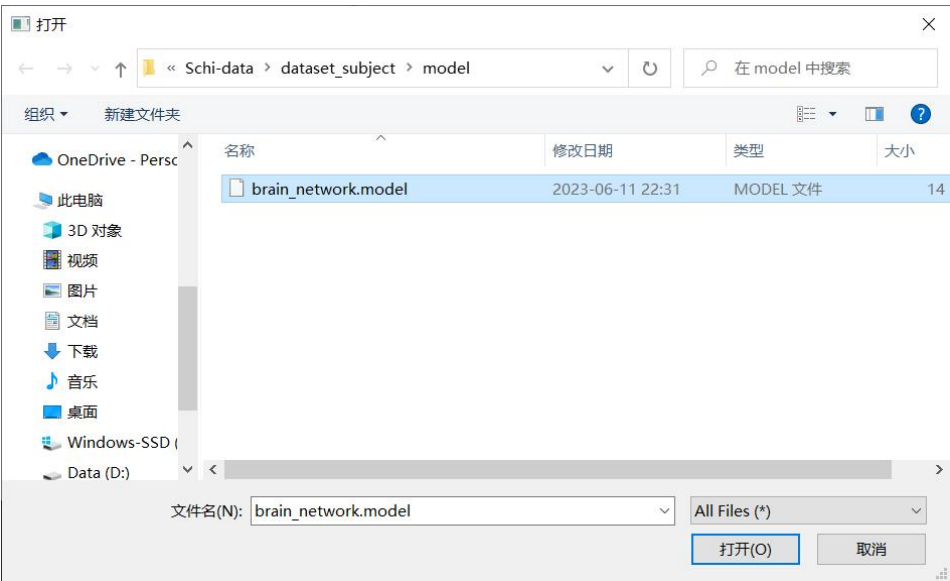 打开
« Schi-data > dataset_subject > model
在 model 中搜索
组织
新建文件夹
名称 修改日期 类型 大小
brain_network.model 2023-06-11 22:31 MODEL 文件 14
OneDrive - Persc
此电脑
3D 对象
视频
图片
文档
下载
音乐
桌面
Windows-SSD (
Data (D:)
文件名(N): brain_network.model All Files (*)
打开(O) 取消